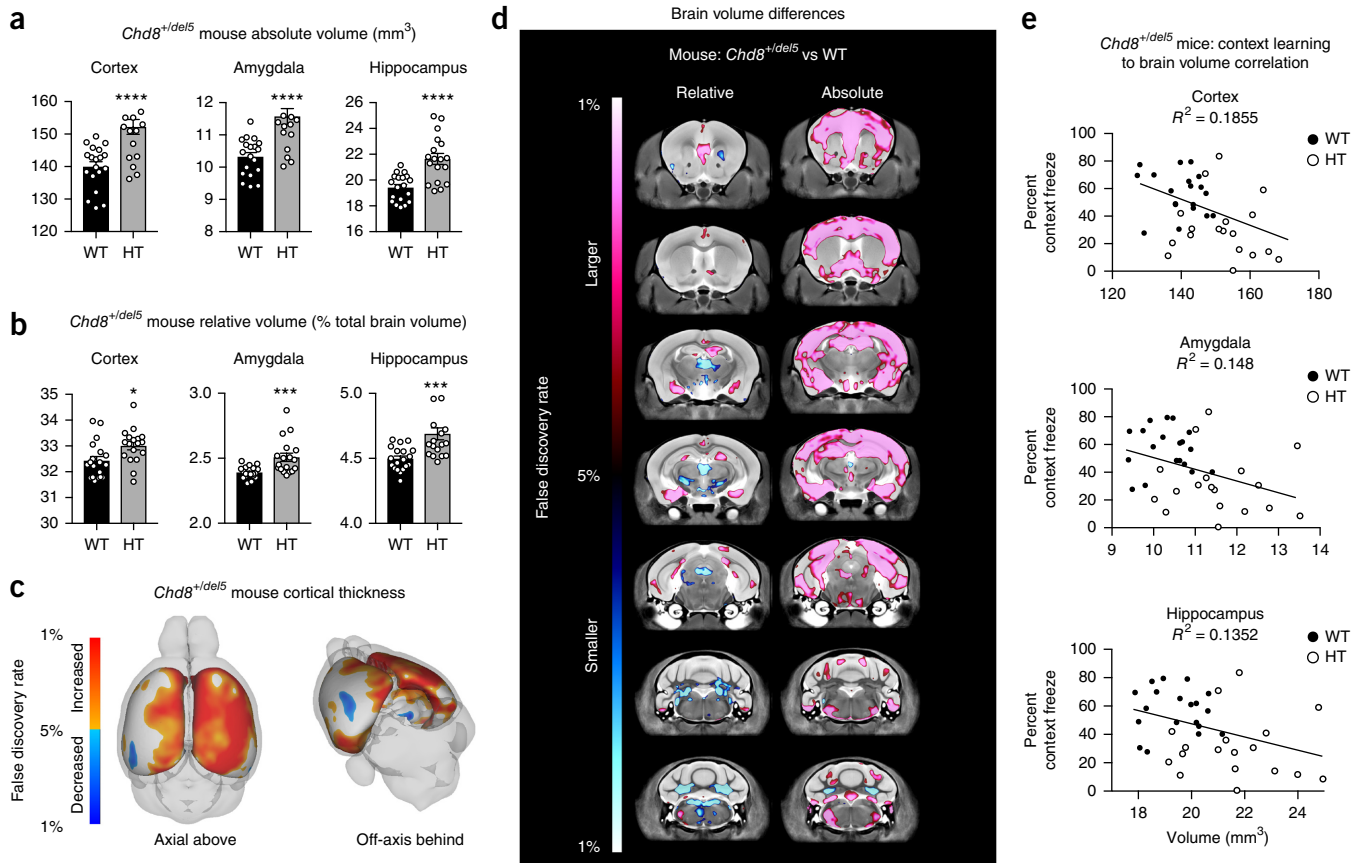 a
Chd8+/del5 mouse absolute volume (mm3)
Cortex
Amygdala
Hippocampus
****
****
****
160
150
140
130
120
12
11
10
9
8
26
24
22
20
18
16
WT
HT
WT
HT
WT
HT
b
Chd8+/del5 mouse relative volume (% total brain volume)
Cortex
Amygdala
Hippocampus
*
***
***
35
34
33
32
31
30
3.0
2.5
2.0
5.0
4.5
4.0
WT
HT
WT
HT
WT
HT
c
Chd8+/del5 mouse cortical thickness
False discovery rate
1%
Increased
5%
Decreased
1%
Axial above
Off-axis behind
d
Brain volume differences
Mouse: Chd8+/del5 vs WT
Relative
Absolute
1%
Larger
False discovery rate
5%
Smaller
1%
e
Chd8+/del5 mice: context learning
to brain volume correlation
Cortex
R2 = 0.1855
WT
HT
Percent
context freeze
100
80
60
40
20
0
120
140
160
180
Amygdala
R2 = 0.148
WT
HT
Percent
context freeze
100
80
60
40
20
0
9
10
11
12
13
14
Hippocampus
R2 = 0.1352
WT
HT
Percent
context freeze
100
80
60
40
20
0
18
20
22
24
Volume (mm3)